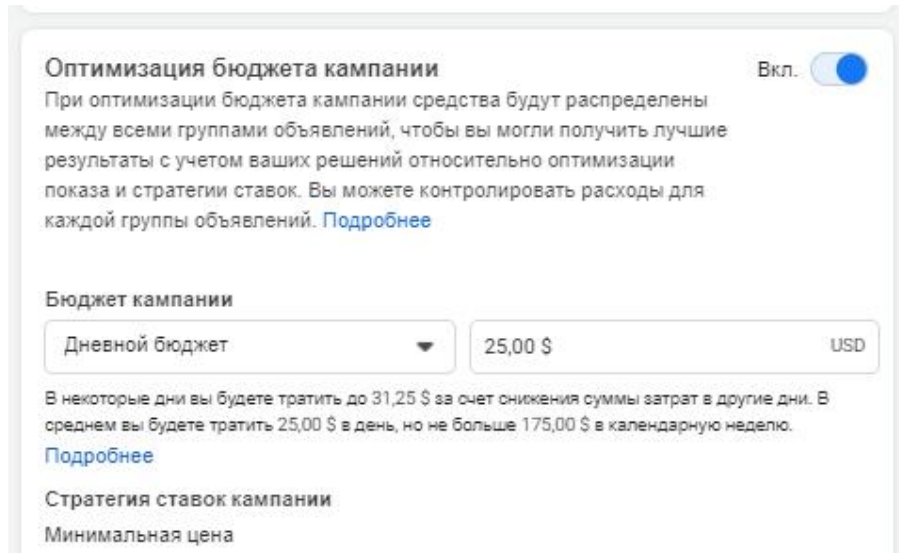 Оптимизация бюджета кампании
Вкл.
При оптимизации бюджета кампании средства будут распределены
между всеми группами объявлений, чтобы вы могли получить лучшие
результаты с учетом ваших решений относительно оптимизации
показа и стратегии ставок. Вы можете контролировать расходы для
каждой группы объявлений. Подробнее
Бюджет кампании
Дневной бюджет
25,00 $ USD
В некоторые дни вы будете тратить до 31,25 $ за счет снижения суммы затрат в другие дни. В
среднем вы будете тратить 25,00 $ в день, но не больше 175,00 $ в календарную неделю.
Подробнее
Стратегия ставок кампании
Минимальная цена